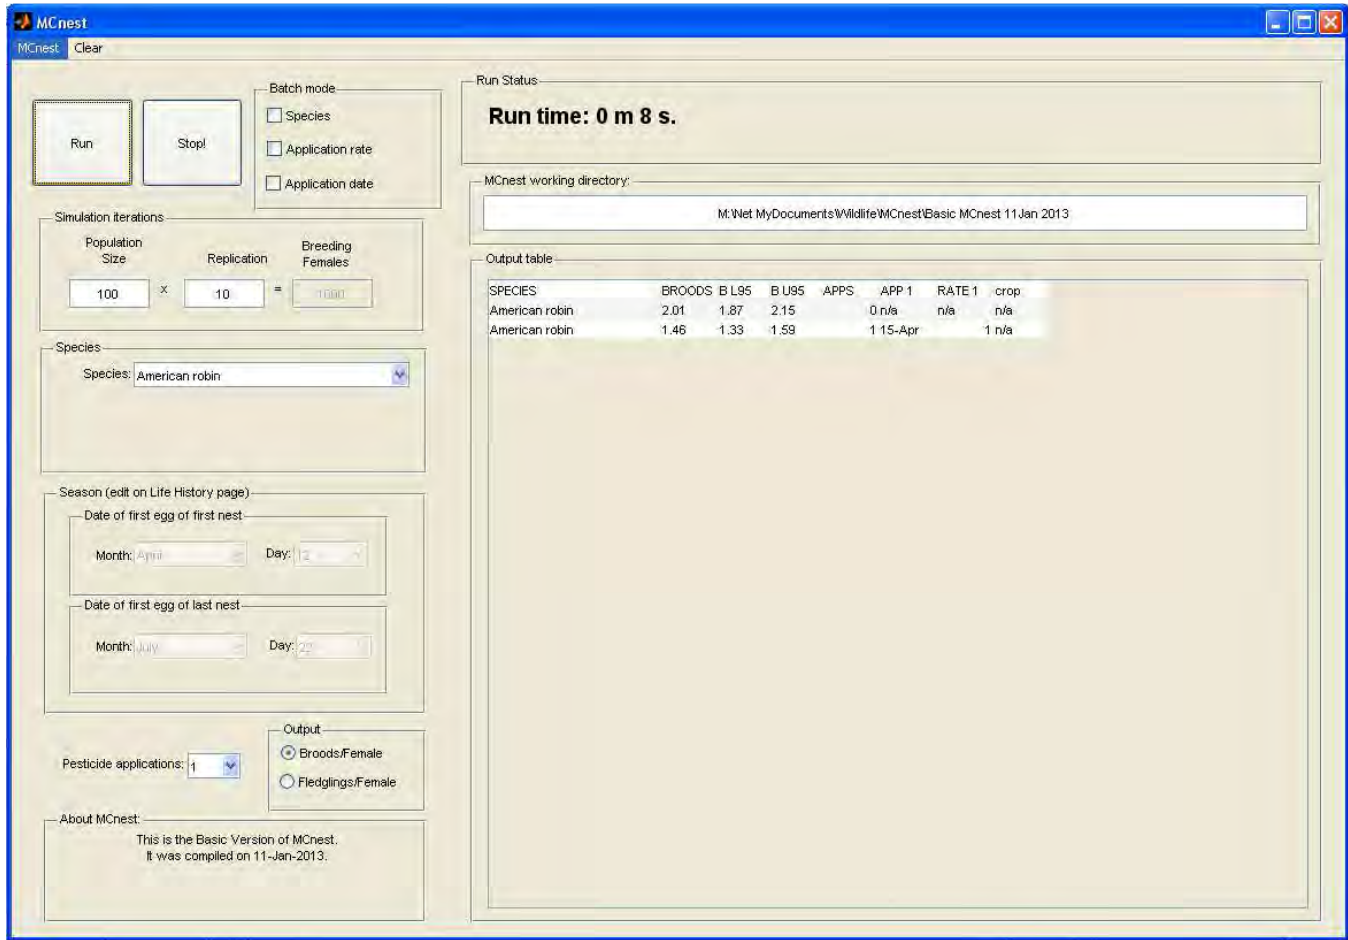 MCnest
MCnest Clear
Run
Stop!
Batch mode
Species
Application rate
Application date
Simulation iterations
Population
Size
Replication
Breeding
Females
100 x 10 = 1000
Species
Species: American robin
Season (edit on Life History page)
Date of first egg of first nest
Month: April Day: 12
Date of first egg of last nest
Month: July Day: 22
Pesticide applications: 1
Output
Broods/Female
Fledglings/Female
About MCnest:
This is the Basic Version of MCnest.
It was compiled on 11-Jan-2013.
Run Status
Run time: 0 m 8 s.
MCnest working directory:
M:\Net MyDocuments\Wildlife\MCnest\Basic MCnest 11Jan 2013
Output table
SPECIES BROODS B L95 B U95 APPS APP 1 RATE 1 crop
American robin 2.01 1.87 2.15 0 n/a n/a n/a
American robin 1.46 1.33 1.59 1 15-Apr 1 n/a